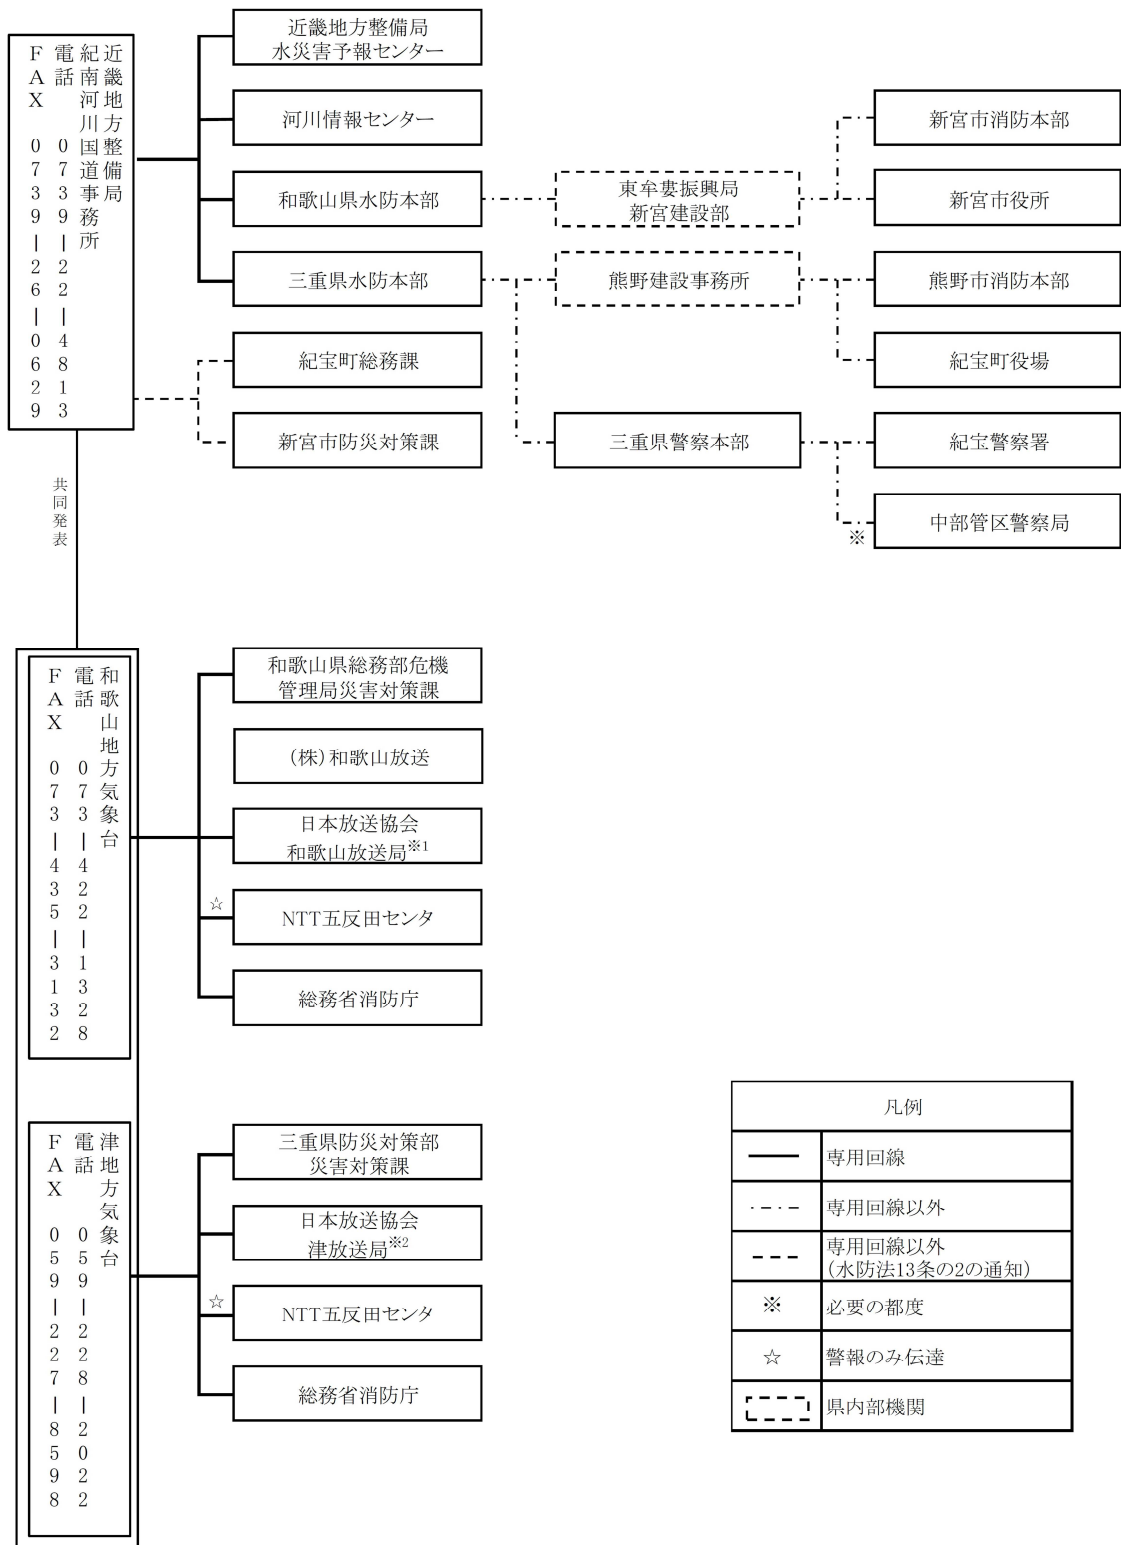 近畿地方整備局
紀南河川国道事務所
電話 0739-22-4813
FAX 0739-26-0629
近畿地方整備局
水災害予報センター
河川情報センター
和歌山県水防本部
三重県水防本部
紀宝町総務課
新宮市防災対策課
東牟婁振興局
新宮建設部
熊野建設事務所
三重県警察本部
新宮市消防本部
新宮市役所
熊野市消防本部
紀宝町役場
紀宝警察署
中部管区警察局
※
共同発表
和歌山地方気象台
電話 073-422-1328
FAX 073-435-3132
和歌山県総務部危機
管理局災害対策課
(株)和歌山放送
日本放送協会
和歌山放送局※1
☆
NTT五反田センタ
総務省消防庁
津地方気象台
電話 059-228-2022
FAX 059-227-8598
三重県防災対策部
災害対策課
日本放送協会
津放送局※2
☆
NTT五反田センタ
総務省消防庁
凡例
専用回線
専用回線以外
専用回線以外
(水防法13条の2の通知)
※ 必要の都度
☆ 警報のみ伝達
県内部機関